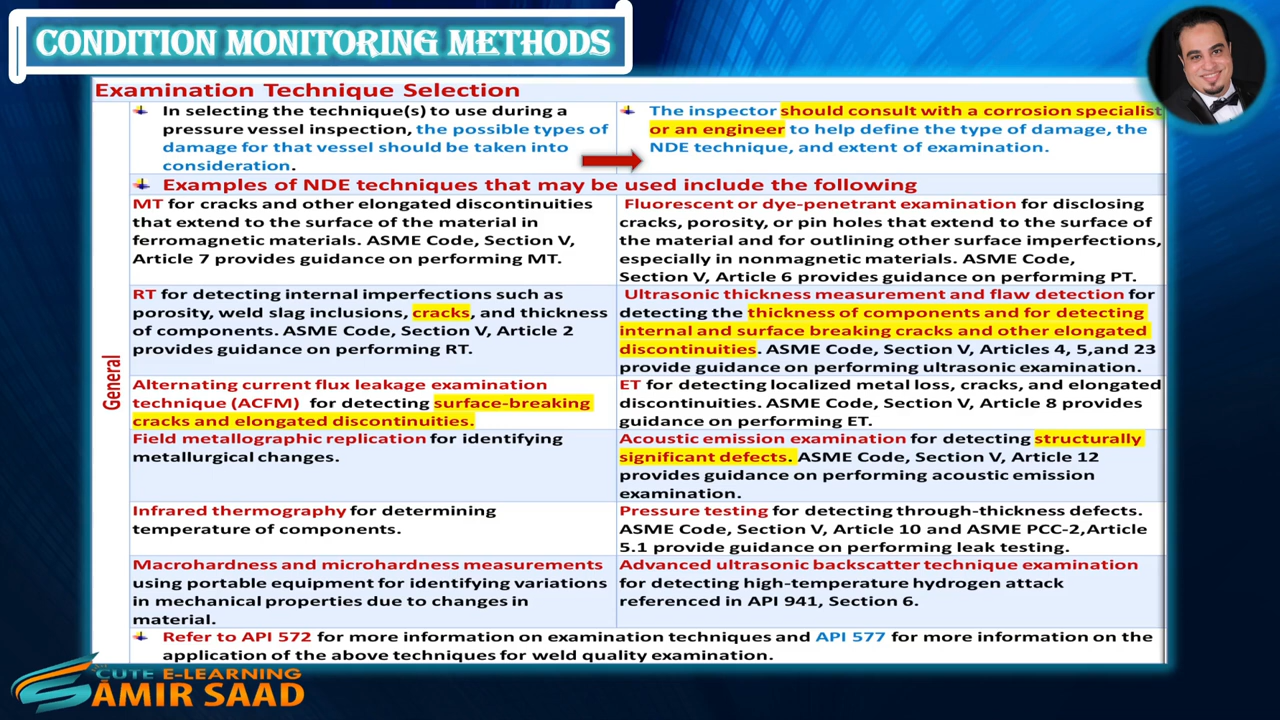 CONDITION MONITORING METHODS
Examination Technique Selection
In selecting the technique(s) to use during a
pressure vessel inspection, the possible types of
damage for that vessel should be taken into
consideration.
The inspector should consult with a corrosion specialist
or an engineer to help define the type of damage, the
NDE technique, and extent of examination.
Examples of NDE techniques that may be used include the following
General
MT for cracks and other elongated discontinuities
that extend to the surface of the material in
ferromagnetic materials. ASME Code, Section V,
Article 7 provides guidance on performing MT.
Fluorescent or dye-penetrant examination for disclosing
cracks, porosity, or pin holes that extend to the surface of
the material and for outlining other surface imperfections,
especially in nonmagnetic materials. ASME Code,
Section V, Article 6 provides guidance on performing PT.
RT for detecting internal imperfections such as
porosity, weld slag inclusions, cracks, and thickness
of components. ASME Code, Section V, Article 2
provides guidance on performing RT.
Ultrasonic thickness measurement and flaw detection for
detecting the thickness of components and for detecting
internal and surface breaking cracks and other elongated
discontinuities. ASME Code, Section V, Articles 4, 5,and 23
provide guidance on performing ultrasonic examination.
Alternating current flux leakage examination
technique (ACFM) for detecting surface-breaking
cracks and elongated discontinuities.
ET for detecting localized metal loss, cracks, and elongated
discontinuities. ASME Code, Section V, Article 8 provides
guidance on performing ET.
Field metallographic replication for identifying
metallurgical changes.
Acoustic emission examination for detecting structurally
significant defects. ASME Code, Section V, Article 12
provides guidance on performing acoustic emission
examination.
Infrared thermography for determining
temperature of components.
Pressure testing for detecting through-thickness defects.
ASME Code, Section V, Article 10 and ASME PCC-2,Article
5.1 provide guidance on performing leak testing.
Macrohardness and microhardness measurements
using portable equipment for identifying variations
in mechanical properties due to changes in
material.
Advanced ultrasonic backscatter technique examination
for detecting high-temperature hydrogen attack
referenced in API 941, Section 6.
Refer to API 572 for more information on examination techniques and API 577 for more information on the
application of the above techniques for weld quality examination.
CUTE E-LEARNING
AMIR SAAD